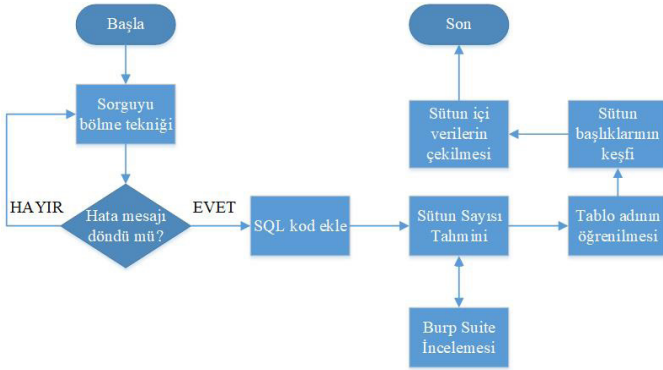 Başla
Sorguyu
bölme tekniği
Hata mesajı
döndü mü?
HAYIR
EVET
SQL kod ekle
Sütun Sayısı
Tahmini
Burp Suite
İncelemesi
Tablo adının
öğrenilmesi
Sütun
başlıklarının
keşfi
Sütun içi
verilerin
çekilmesi
Son